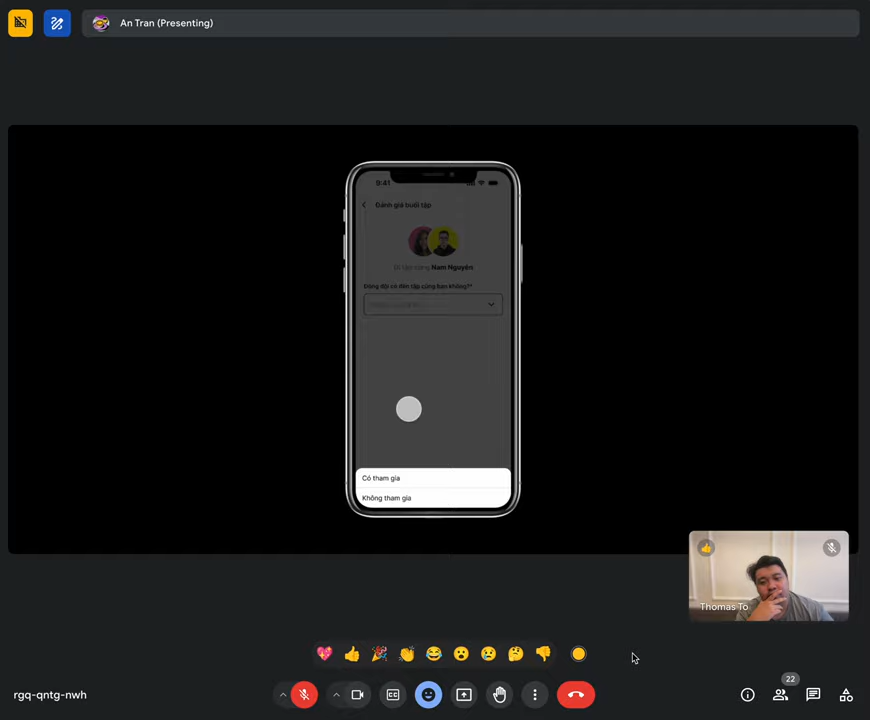 An Tran (Presenting)
9:41
Đánh giá buổi tập
Đi tập cùng Nam Nguyên
Đồng đội có đến tập cùng bạn không?*
Có tham gia
Không tham gia
Thomas To
22
rgq-qntg-nwh